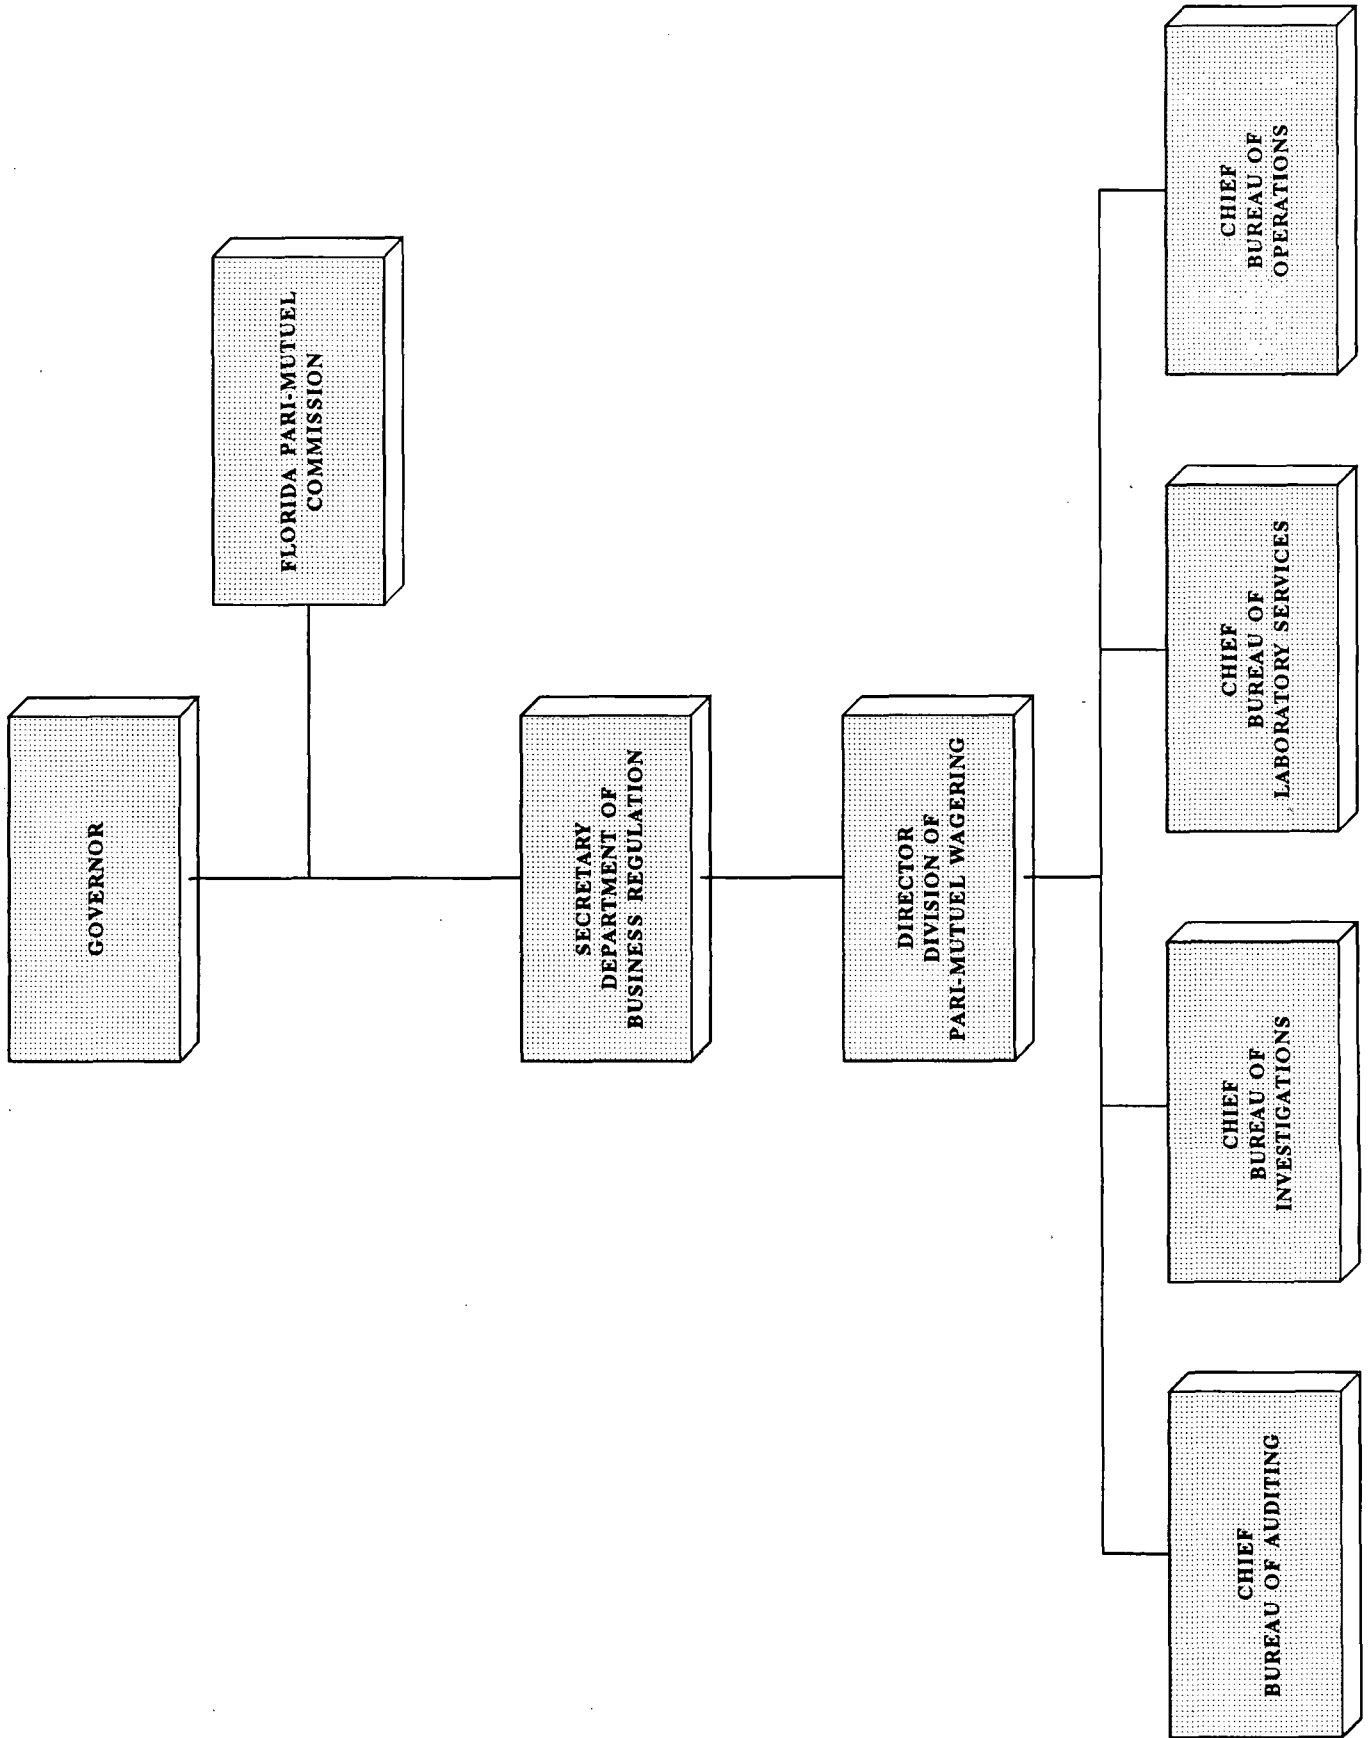 GOVERNOR
FLORIDA PARI-MUTUEL
COMMISSION
SECRETARY
DEPARTMENT OF
BUSINESS REGULATION
DIRECTOR
DIVISION OF
PARI-MUTUEL WAGERING
CHIEF
BUREAU OF AUDITING
CHIEF
BUREAU OF
INVESTIGATIONS
CHIEF
BUREAU OF
LABORATORY SERVICES
CHIEF
BUREAU OF
OPERATIONS